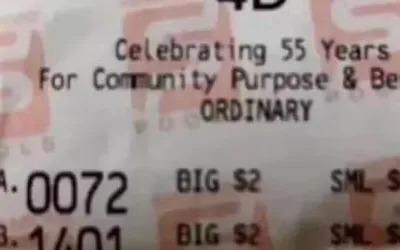 4D
Celebrating 55 Years
For Community Purpose & Be
ORDINARY
A. 0072 BIG $2 SML S
B. 1401 BIG $2 SML S